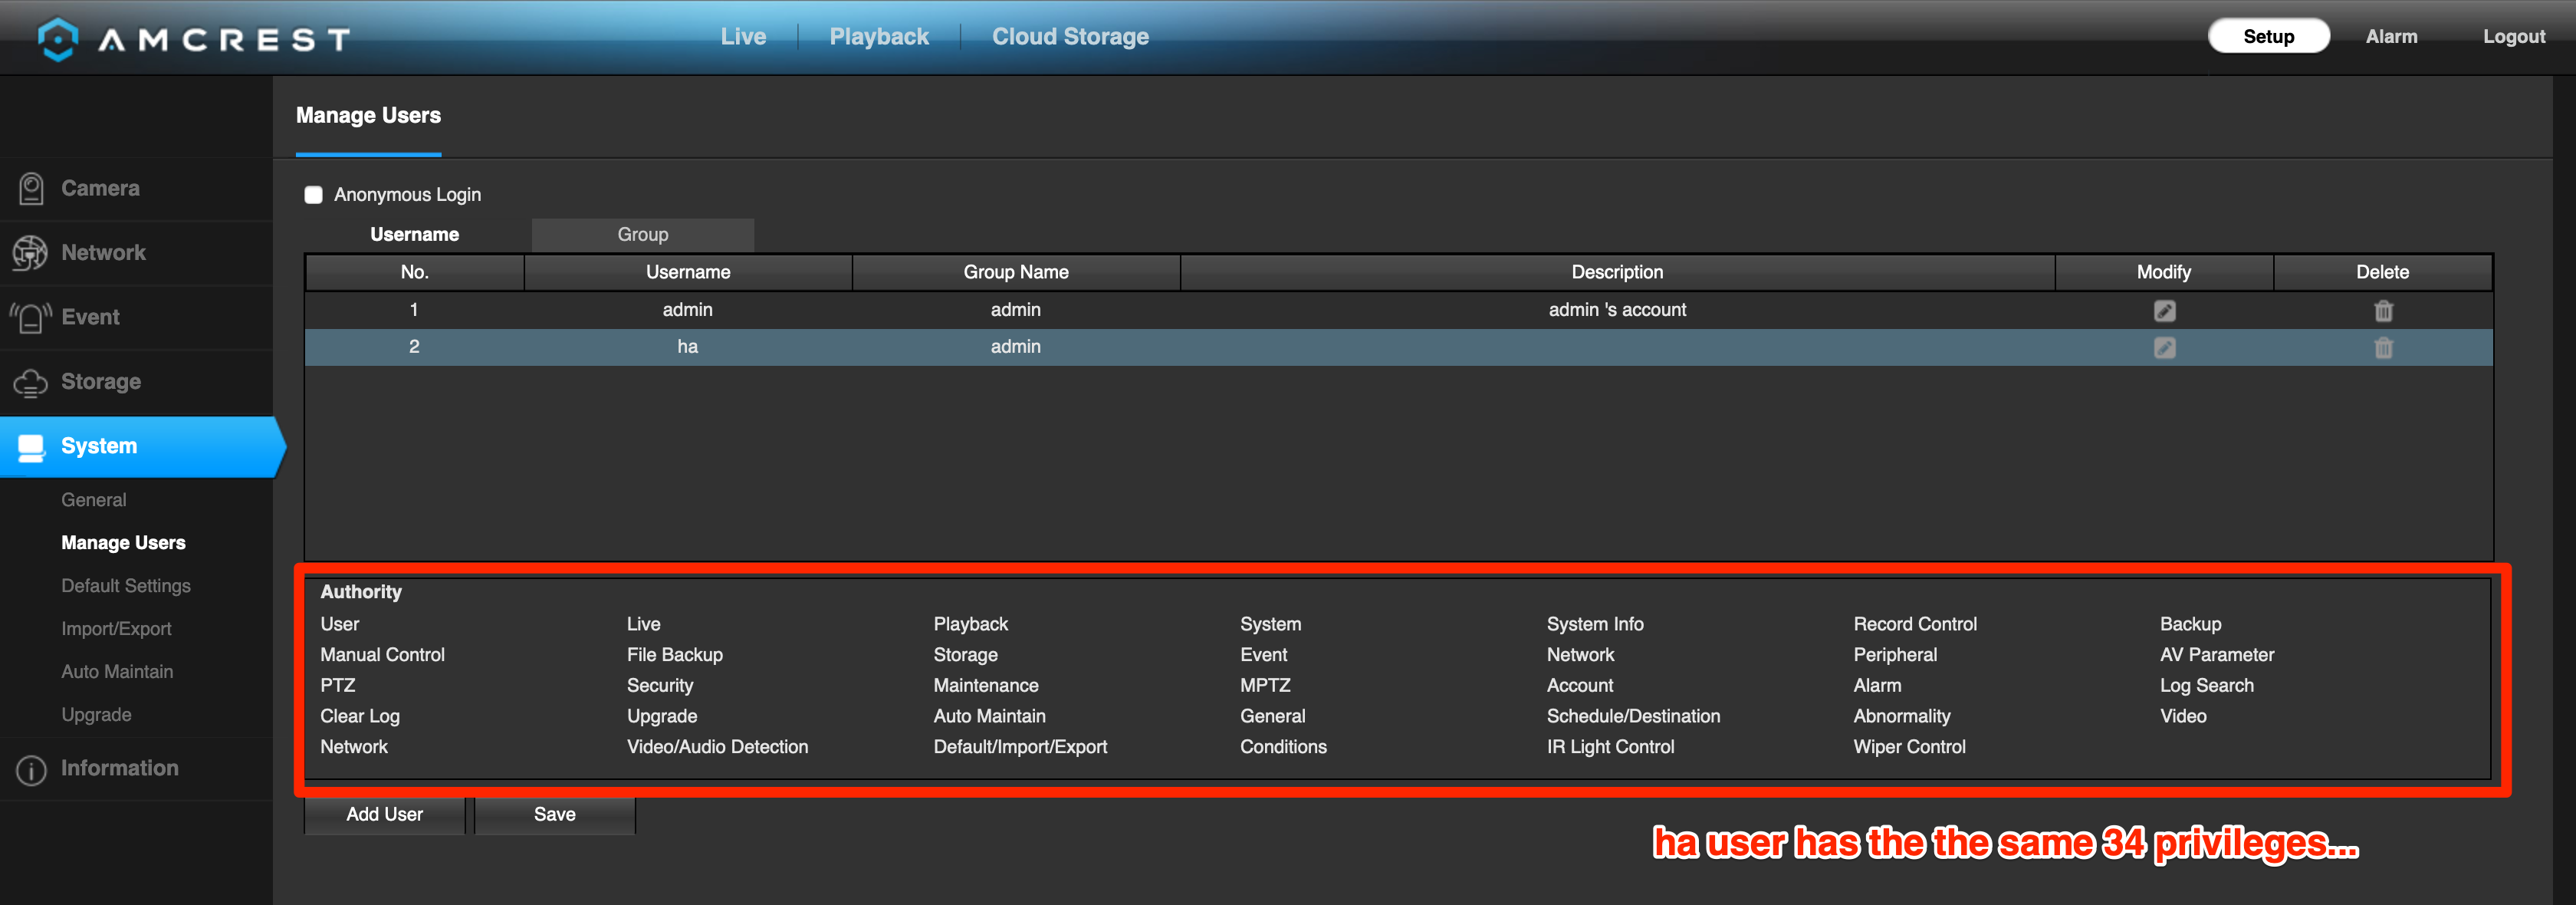 AMCREST Live Playback Cloud Storage Setup Alarm Logout
Manage Users
Camera
Network
Event
Storage
System
General
Manage Users
Default Settings
Import/Export
Auto Maintain
Upgrade
Information
Anonymous Login
Username Group
No. Username Group Name Description Modify Delete
1 admin admin admin 's account
2 ha admin
Authority
User Live Playback System System Info Record Control Backup
Manual Control File Backup Storage Event Network Peripheral AV Parameter
PTZ Security Maintenance MPTZ Account Alarm Log Search
Clear Log Upgrade Auto Maintain General Schedule/Destination Abnormality Video
Network Video/Audio Detection Default/Import/Export Conditions IR Light Control Wiper Control
Add User Save
ha user has the the same 34 privileges...